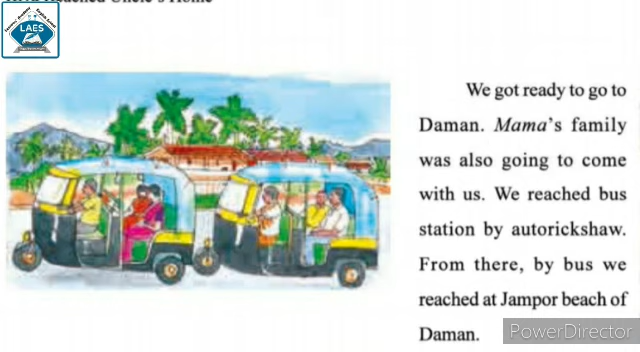 LAES
We got ready to go to
Daman. Mama's family
was also going to come
with us. We reached bus
station by autorickshaw.
From there, by bus we
reached at Jampor beach of
Daman.
PowerDirector